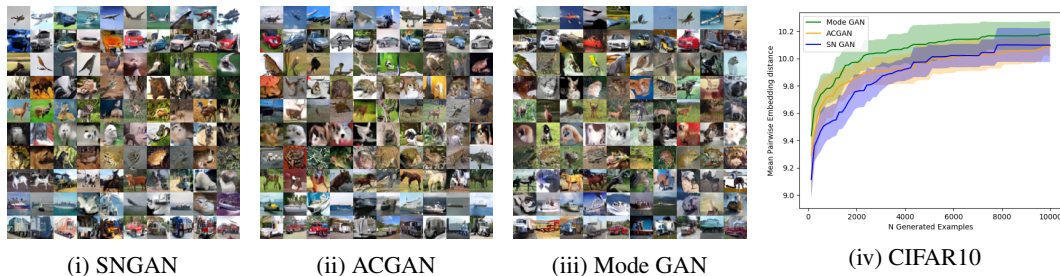 Mode GAN
ACGAN
SN GAN
10.2
10.0
9.8
9.6
9.4
9.2
9.0
Mean Pairwise Embedding distance
0
2000
4000
6000
8000
10000
N Generated Examples
(i) SNGAN
(ii) ACGAN
(iii) Mode GAN
(iv) CIFAR10